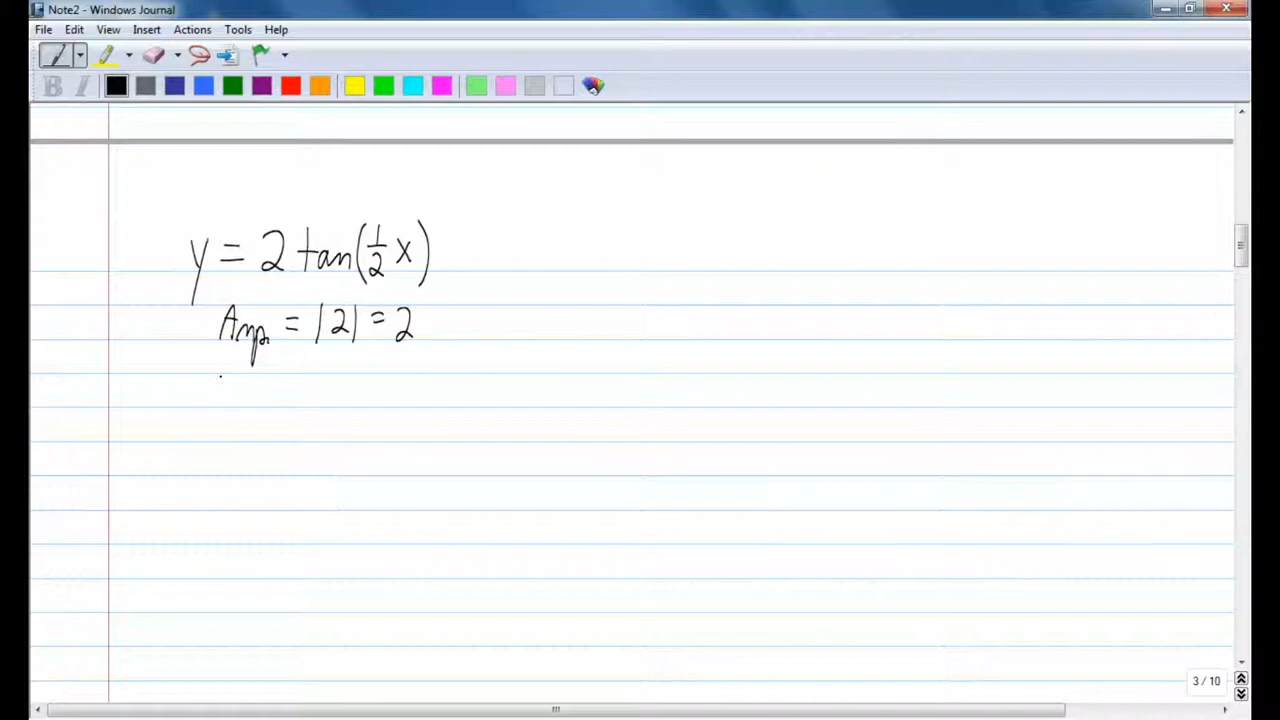 Note2 - Windows Journal
File Edit View Insert Actions Tools Help
B I
y = 2 tan(1/2 x)
Amp = |2| = 2
3 / 10